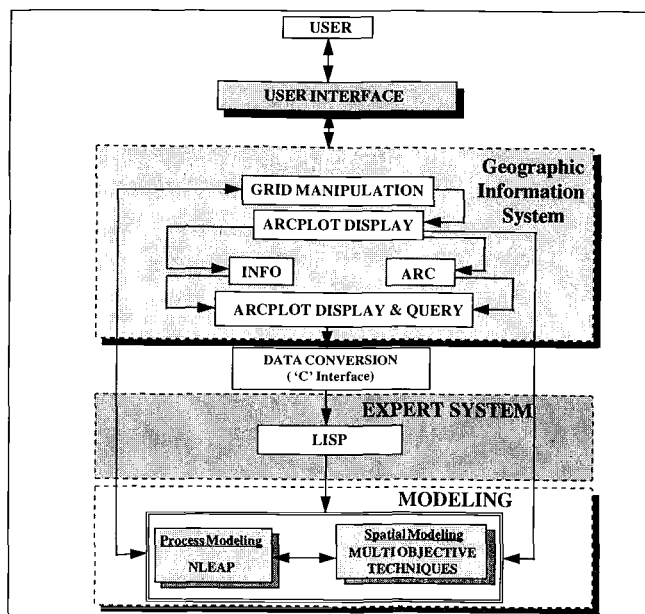 USER
USER INTERFACE
Geographic
Information
System
GRID MANIPULATION
ARCPLOT DISPLAY
INFO
ARC
ARCPLOT DISPLAY & QUERY
DATA CONVERSION
( 'C' Interface)
EXPERT SYSTEM
LISP
MODELING
Process Modeling
NLEAP
Spatial Modeling
MULTI OBJECTIVE
TECHNIQUES